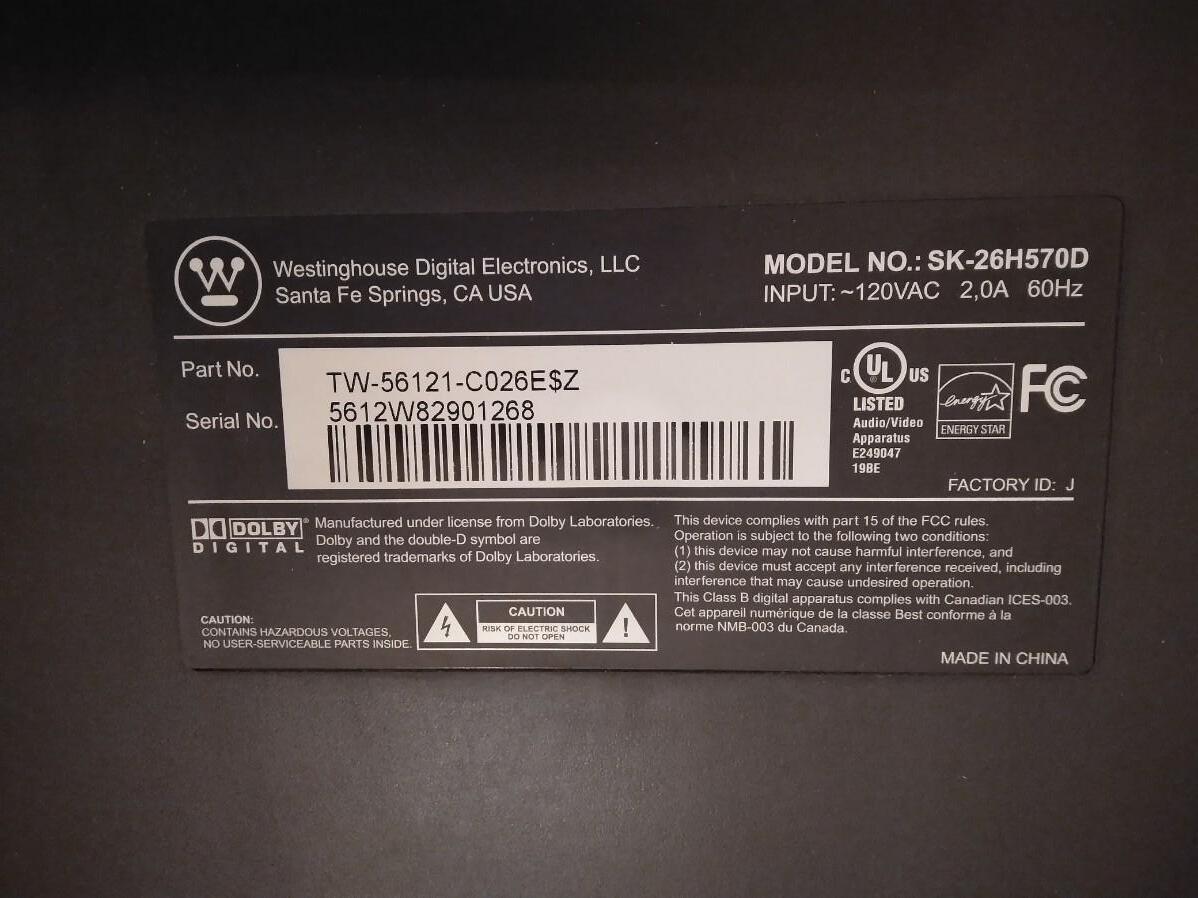 Westinghouse Digital Electronics, LLC
Santa Fe Springs, CA USA
MODEL NO.: SK-26H570D
INPUT: ~120VAC 2,0A 60Hz
Part No.
TW-56121-C026E$Z
Serial No.
5612W82901268
C UL US
LISTED
Audio/Video
Apparatus
E249047
19BE
energy
ENERGY STAR
FC
FACTORY ID: J
DOLBY®
DIGITAL
Manufactured under license from Dolby Laboratories.
Dolby and the double-D symbol are
registered trademarks of Dolby Laboratories.
CAUTION:
CONTAINS HAZARDOUS VOLTAGES,
NO USER-SERVICEABLE PARTS INSIDE.
CAUTION
RISK OF ELECTRIC SHOCK
DO NOT OPEN
This device complies with part 15 of the FCC rules.
Operation is subject to the following two conditions:
(1) this device may not cause harmful interference, and
(2) this device must accept any interference received, including
interference that may cause undesired operation.
This Class B digital apparatus complies with Canadian ICES-003.
Cet appareil numérique de la classe Best conforme à la
norme NMB-003 du Canada.
MADE IN CHINA